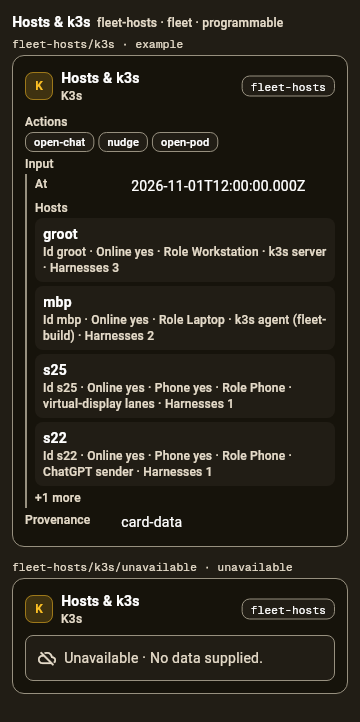 Hosts & k3s fleet-hosts · fleet · programmable
fleet-hosts/k3s · example
K
Hosts & k3s
K3s
fleet-hosts
Actions
open-chat nudge open-pod
Input
At 2026-11-01T12:00:00.000Z
Hosts
groot
Id groot · Online yes · Role Workstation · k3s server
· Harnesses 3
mbp
Id mbp · Online yes · Role Laptop · k3s agent (fleet-
build) · Harnesses 2
s25
Id s25 · Online yes · Phone yes · Role Phone ·
virtual-display lanes · Harnesses 1
s22
Id s22 · Online yes · Phone yes · Role Phone ·
ChatGPT sender · Harnesses 1
+1 more
Provenance card-data
fleet-hosts/k3s/unavailable · unavailable
K
Hosts & k3s
K3s
fleet-hosts
Unavailable · No data supplied.